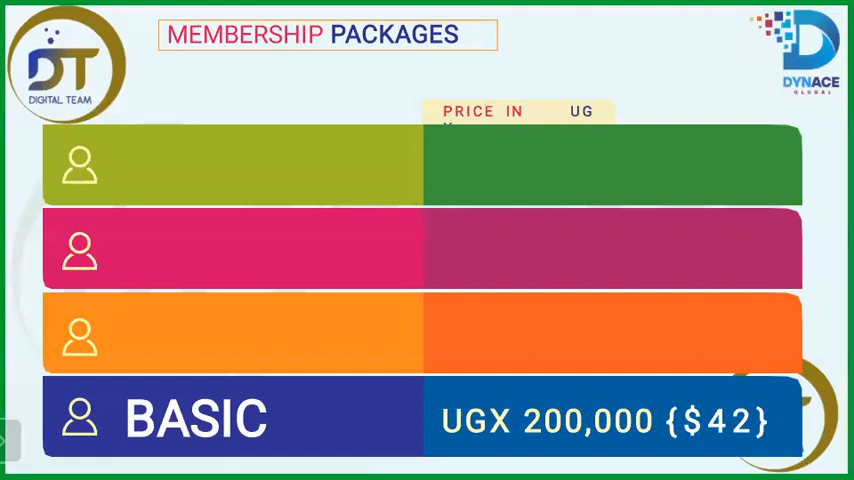 MEMBERSHIP PACKAGES
DT
DIGITAL TEAM
DYNACE
GLOBAL
PRICE IN UG
BASIC
UGX 200,000 {$42}